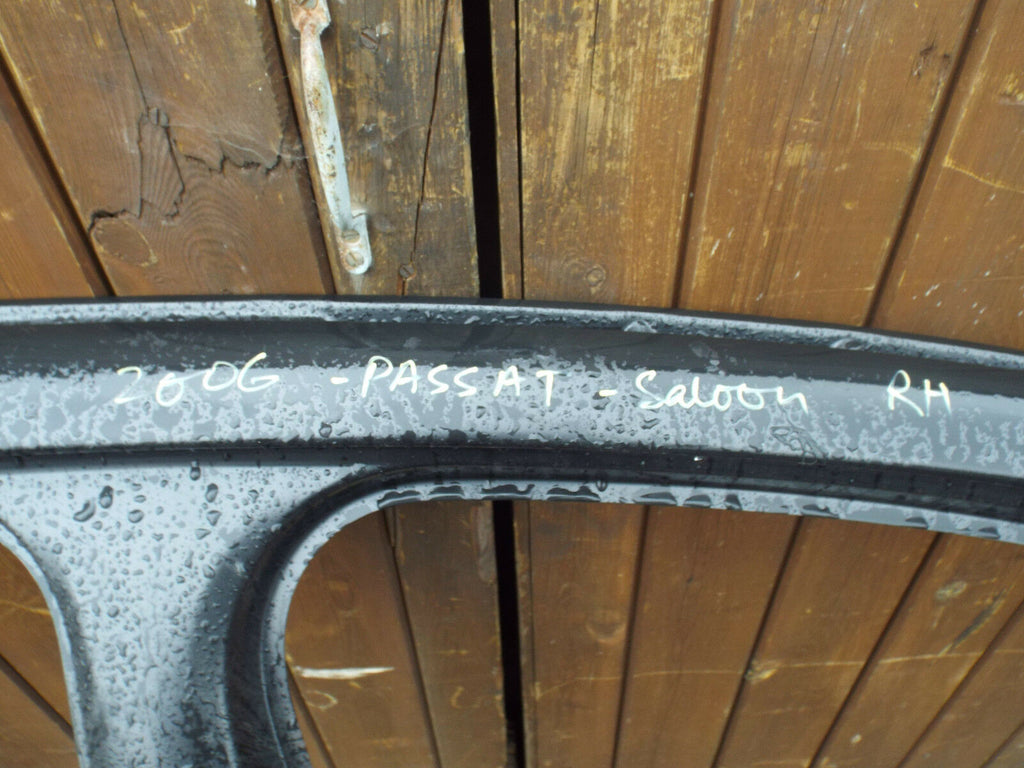 2006 - PASSAT - Saloon RH